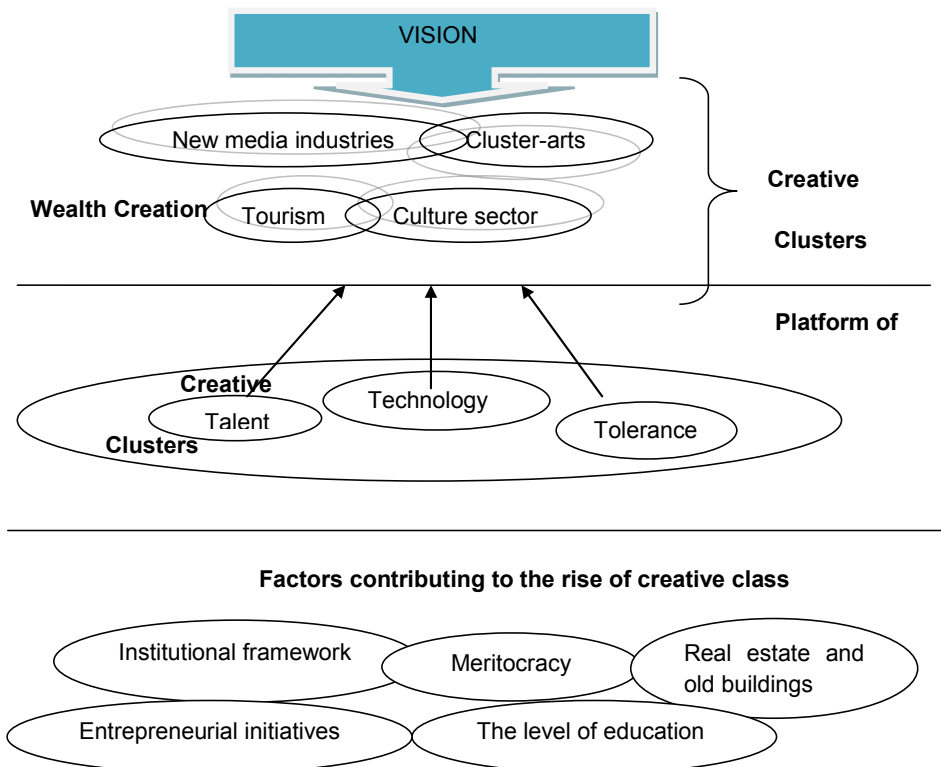 VISION
New media industries
Cluster-arts
Creative
Wealth Creation
Tourism
Culture sector
Clusters
Platform of
Creative
Talent
Technology
Tolerance
Clusters
Factors contributing to the rise of creative class
Institutional framework
Meritocracy
Real estate and
old buildings
Entrepreneurial initiatives
The level of education